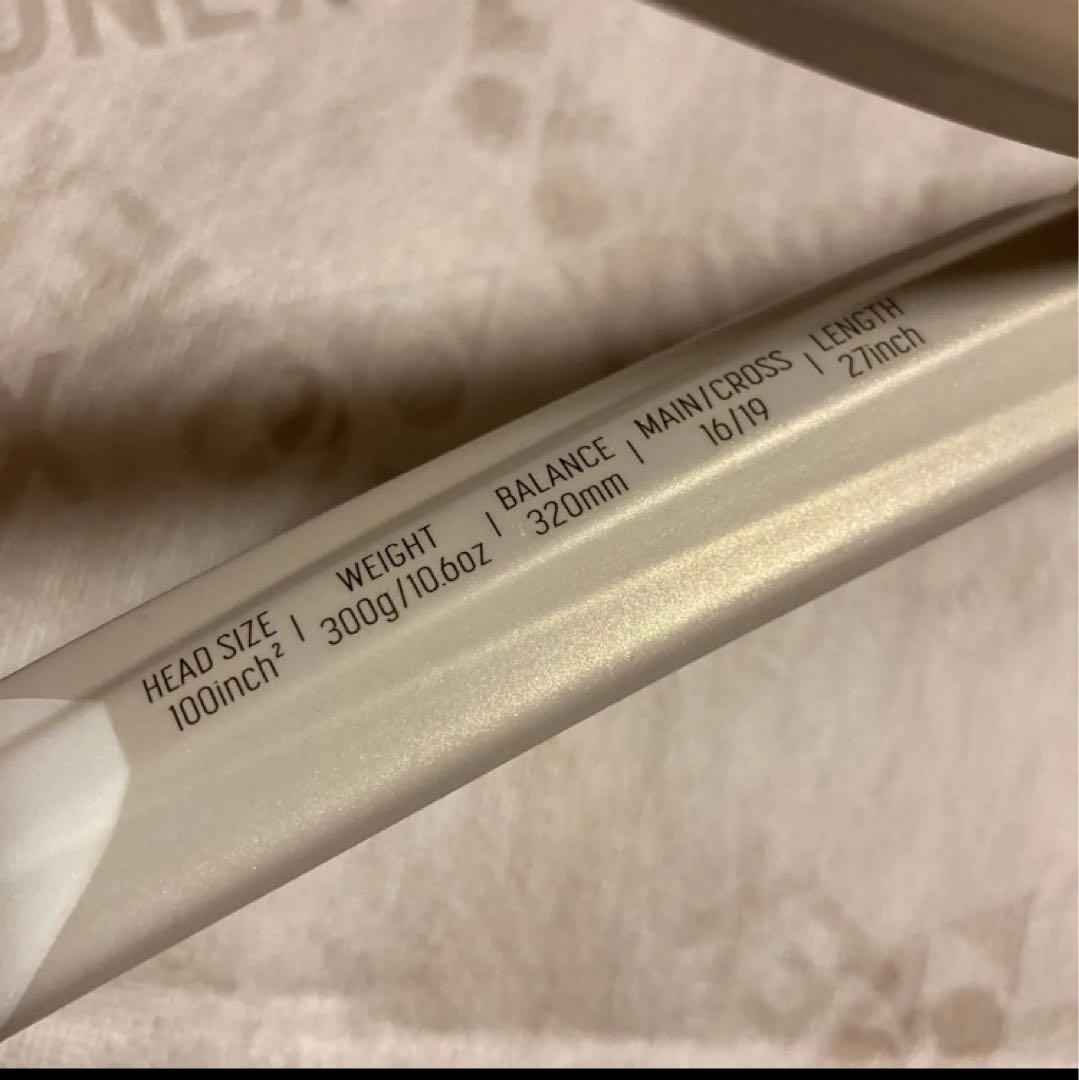 HEAD SIZE | WEIGHT | BALANCE | MAIN/CROSS | LENGTH
100inch² 300g/10.6oz 320mm 16/19 27inch